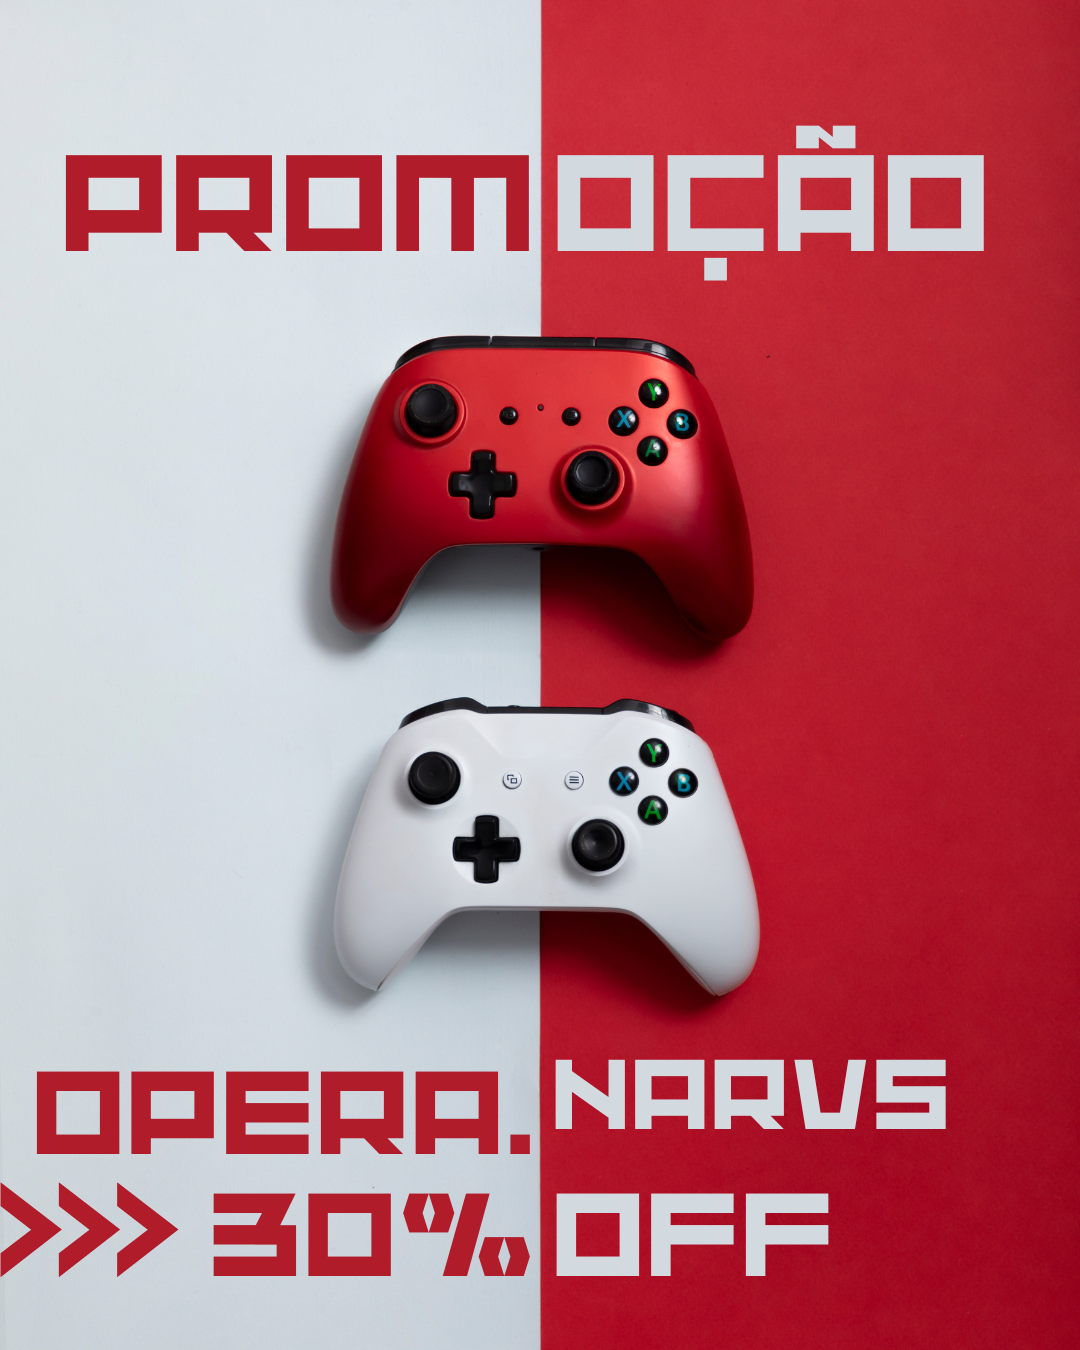 PROMOÇÃO
Y
X B
A
Y
X B
A
OPERA. NARVS
>>> 30% OFF